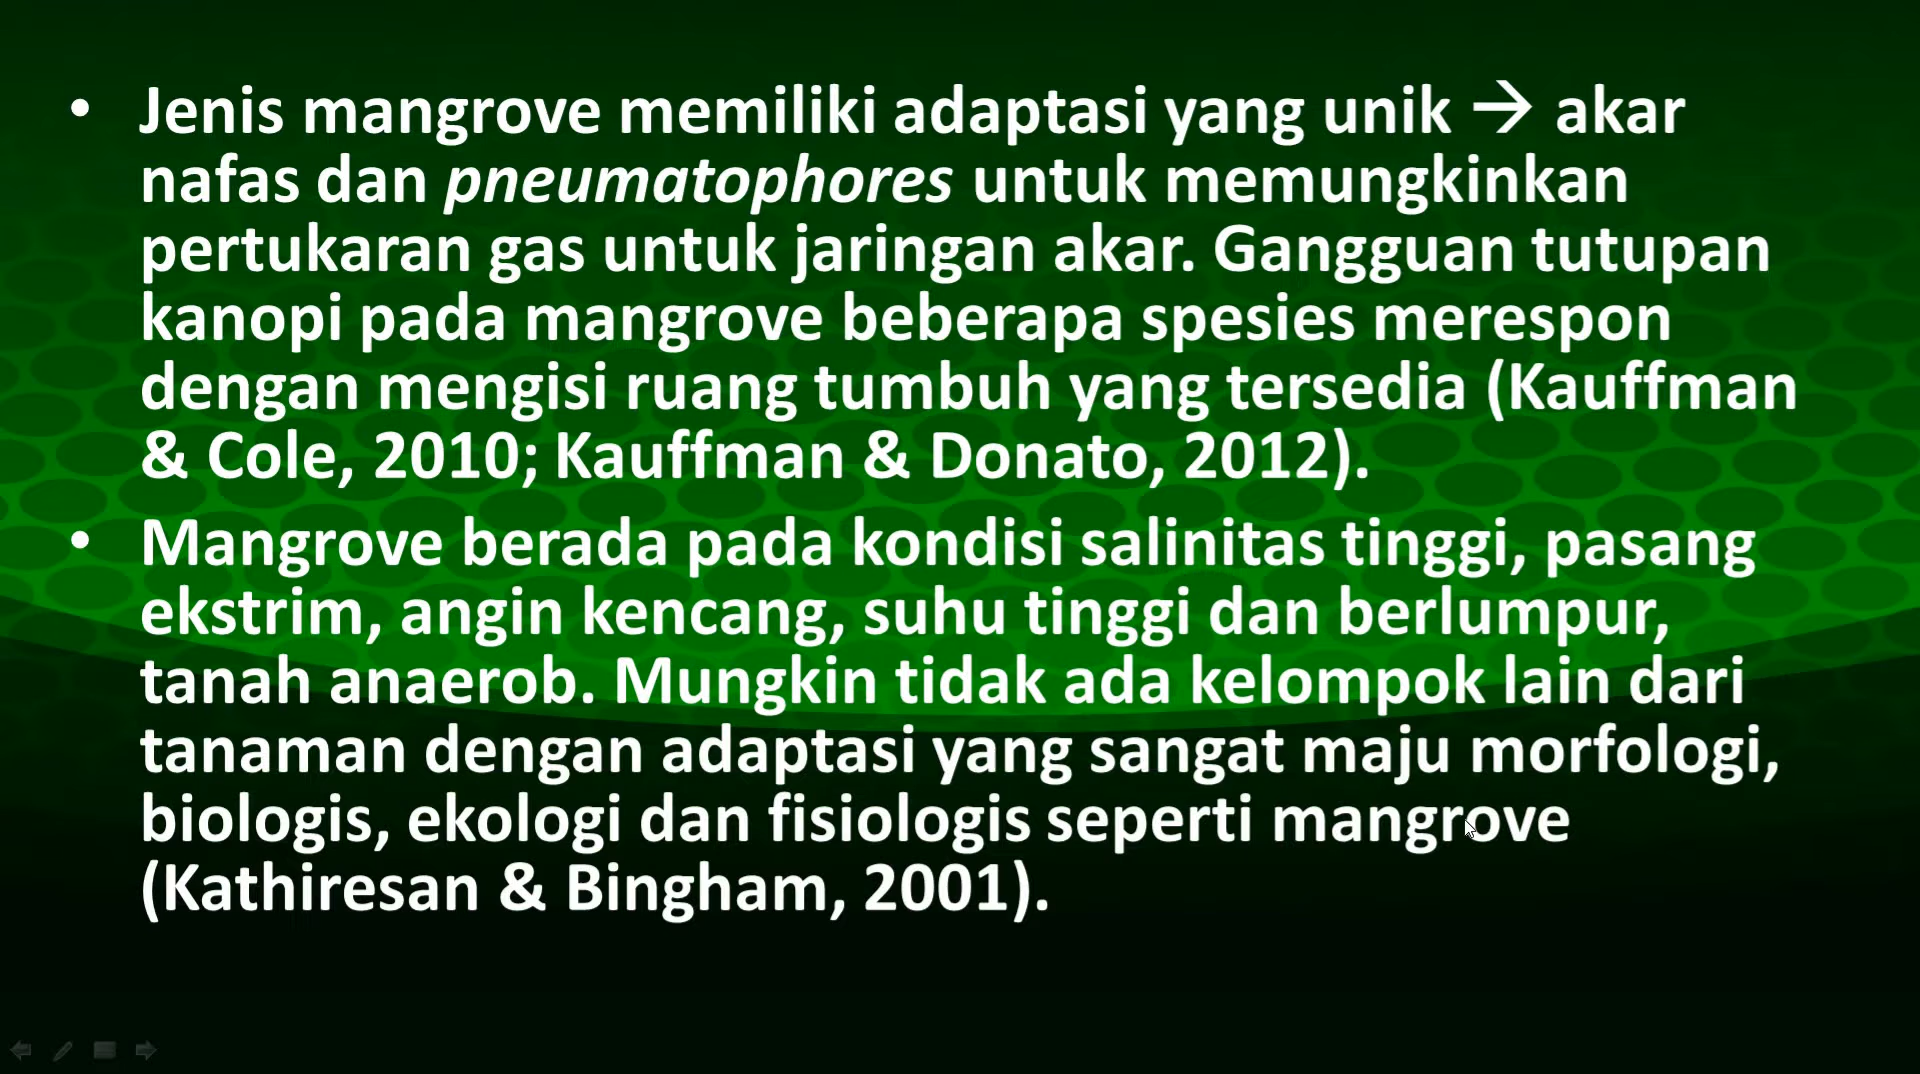 • Jenis mangrove memiliki adaptasi yang unik → akar
nafas dan pneumatophores untuk memungkinkan
pertukaran gas untuk jaringan akar. Gangguan tutupan
kanopi pada mangrove beberapa spesies merespon
dengan mengisi ruang tumbuh yang tersedia (Kauffman
& Cole, 2010; Kauffman & Donato, 2012).
• Mangrove berada pada kondisi salinitas tinggi, pasang
ekstrim, angin kencang, suhu tinggi dan berlumpur,
tanah anaerob. Mungkin tidak ada kelompok lain dari
tanaman dengan adaptasi yang sangat maju morfologi,
biologis, ekologi dan fisiologis seperti mangrove
(Kathiresan & Bingham, 2001).